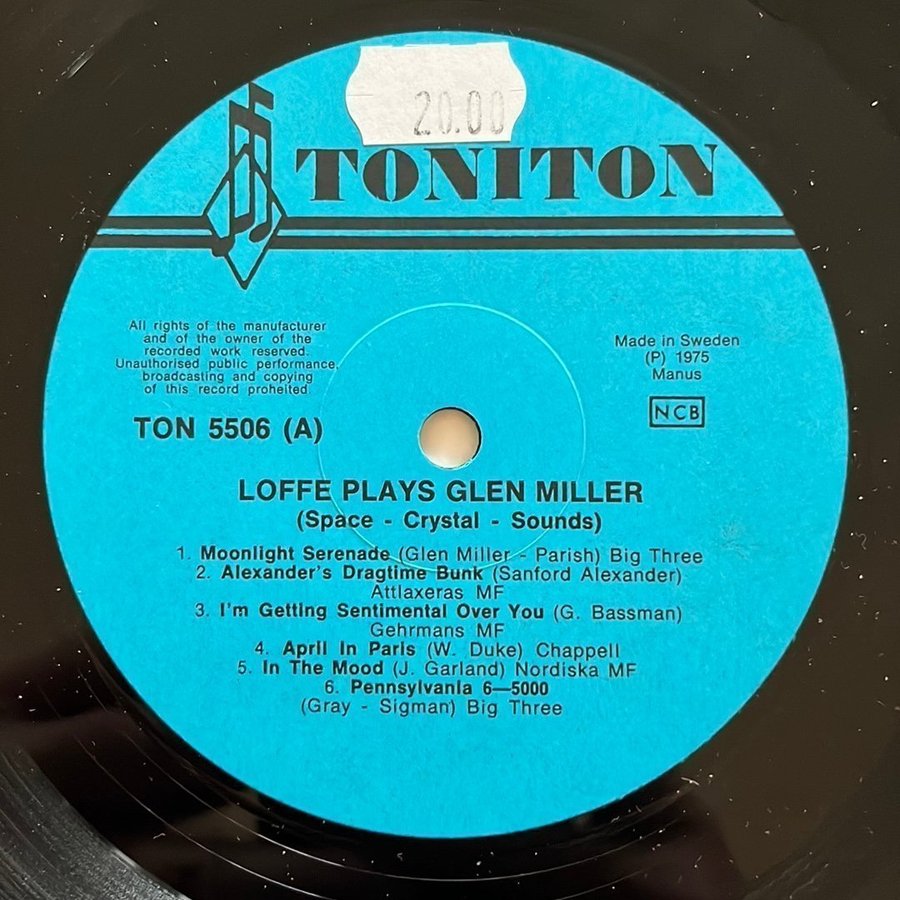 20.00
TONITON
All rights of the manufacturer
and of the owner of the
recorded work reserved.
Unauthorised public performance,
broadcasting and copying
of this record proheited.
Made in Sweden
(P) 1975
Manus
NCB
TON 5506 (A)
LOFFE PLAYS GLEN MILLER
(Space - Crystal - Sounds)
1. Moonlight Serenade (Glen Miller - Parish) Big Three
2. Alexander's Dragtime Bunk (Sanford Alexander)
Attlaxeras MF
3. I'm Getting Sentimental Over You (G. Bassman)
Gehrmans MF
4. April In Paris (W. Duke) Chappell
5. In The Mood (J. Garland) Nordiska MF
6. Pennsylvania 6—5000
(Gray - Sigman) Big Three